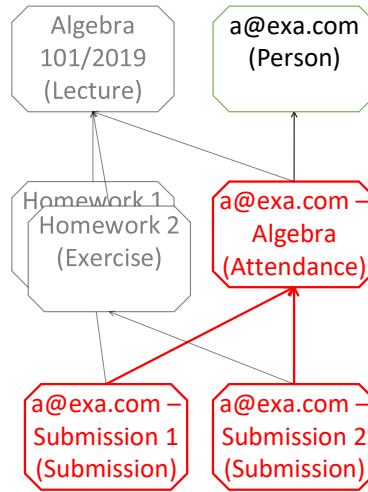 Algebra
101/2019
(Lecture)
a@exa.com
(Person)
Homework 1
Homework 2
(Exercise)
a@exa.com –
Algebra
(Attendance)
a@exa.com –
Submission 1
(Submission)
a@exa.com –
Submission 2
(Submission)